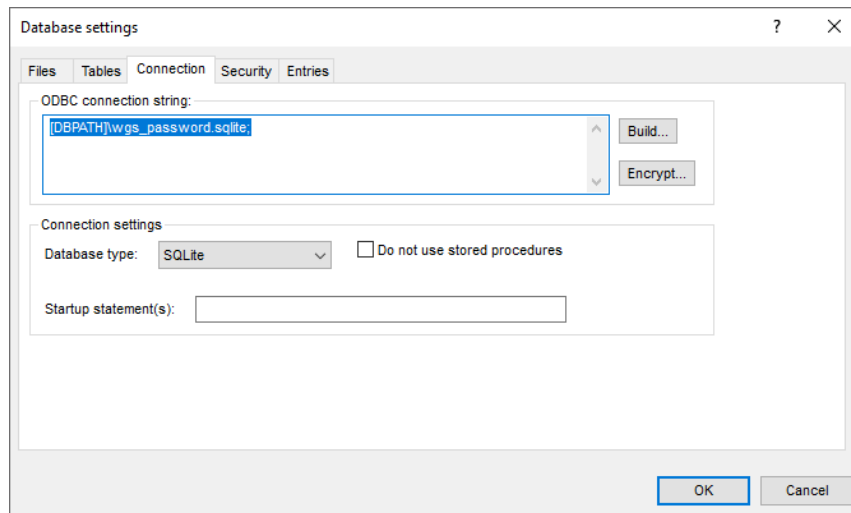 Database settings
?
Files Tables Connection Security Entries
ODBC connection string:
[DBPATH]\wgs_password.sqlite;
Build...
Encrypt...
Connection settings
Database type: SQLite Do not use stored procedures
Startup statement(s):
OK Cancel